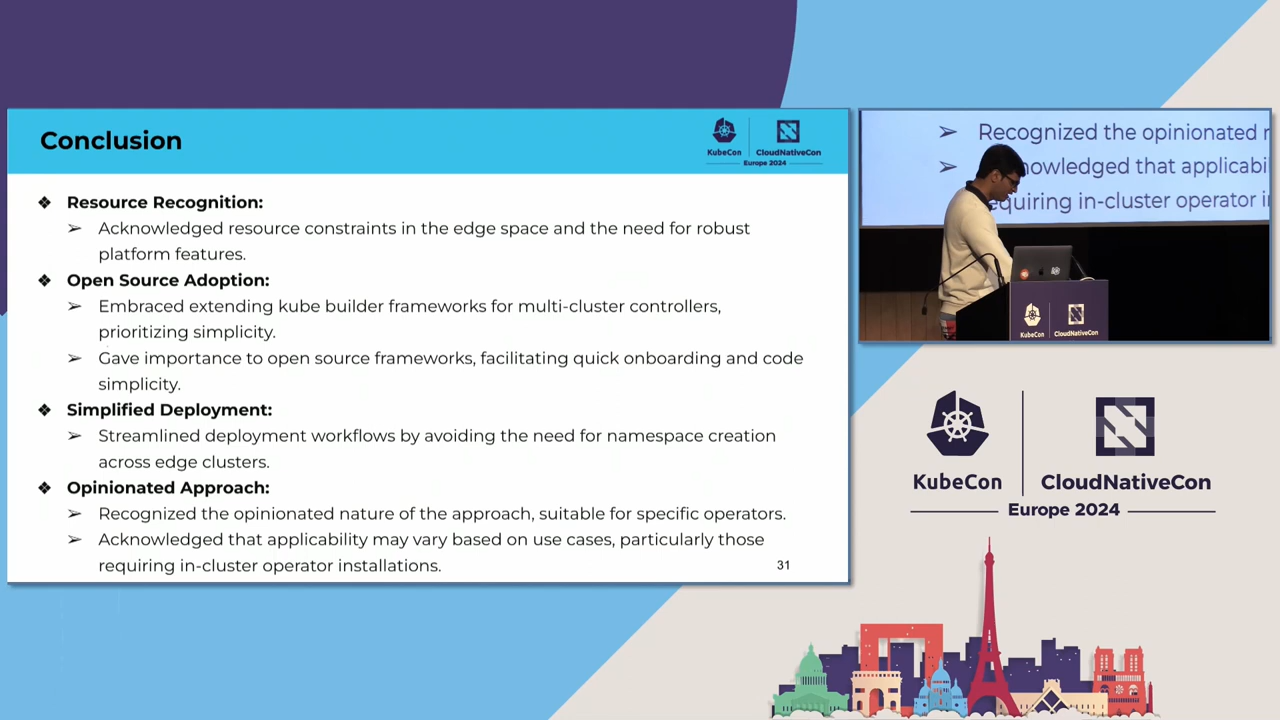 Conclusion
KubeCon
CloudNativeCon
Europe 2024
❖ Resource Recognition:
➢ Acknowledged resource constraints in the edge space and the need for robust
platform features.
❖ Open Source Adoption:
➢ Embraced extending kube builder frameworks for multi-cluster controllers,
prioritizing simplicity.
➢ Gave importance to open source frameworks, facilitating quick onboarding and code
simplicity.
❖ Simplified Deployment:
➢ Streamlined deployment workflows by avoiding the need for namespace creation
across edge clusters.
❖ Opinionated Approach:
➢ Recognized the opinionated nature of the approach, suitable for specific operators.
➢ Acknowledged that applicability may vary based on use cases, particularly those
requiring in-cluster operator installations.
31
➢ Recognized the opinionated
➢ nowledged that applicabil
equiring in-cluster operator i
KubeCon
CloudNativeCon
KubeCon
CloudNativeCon
Europe 2024